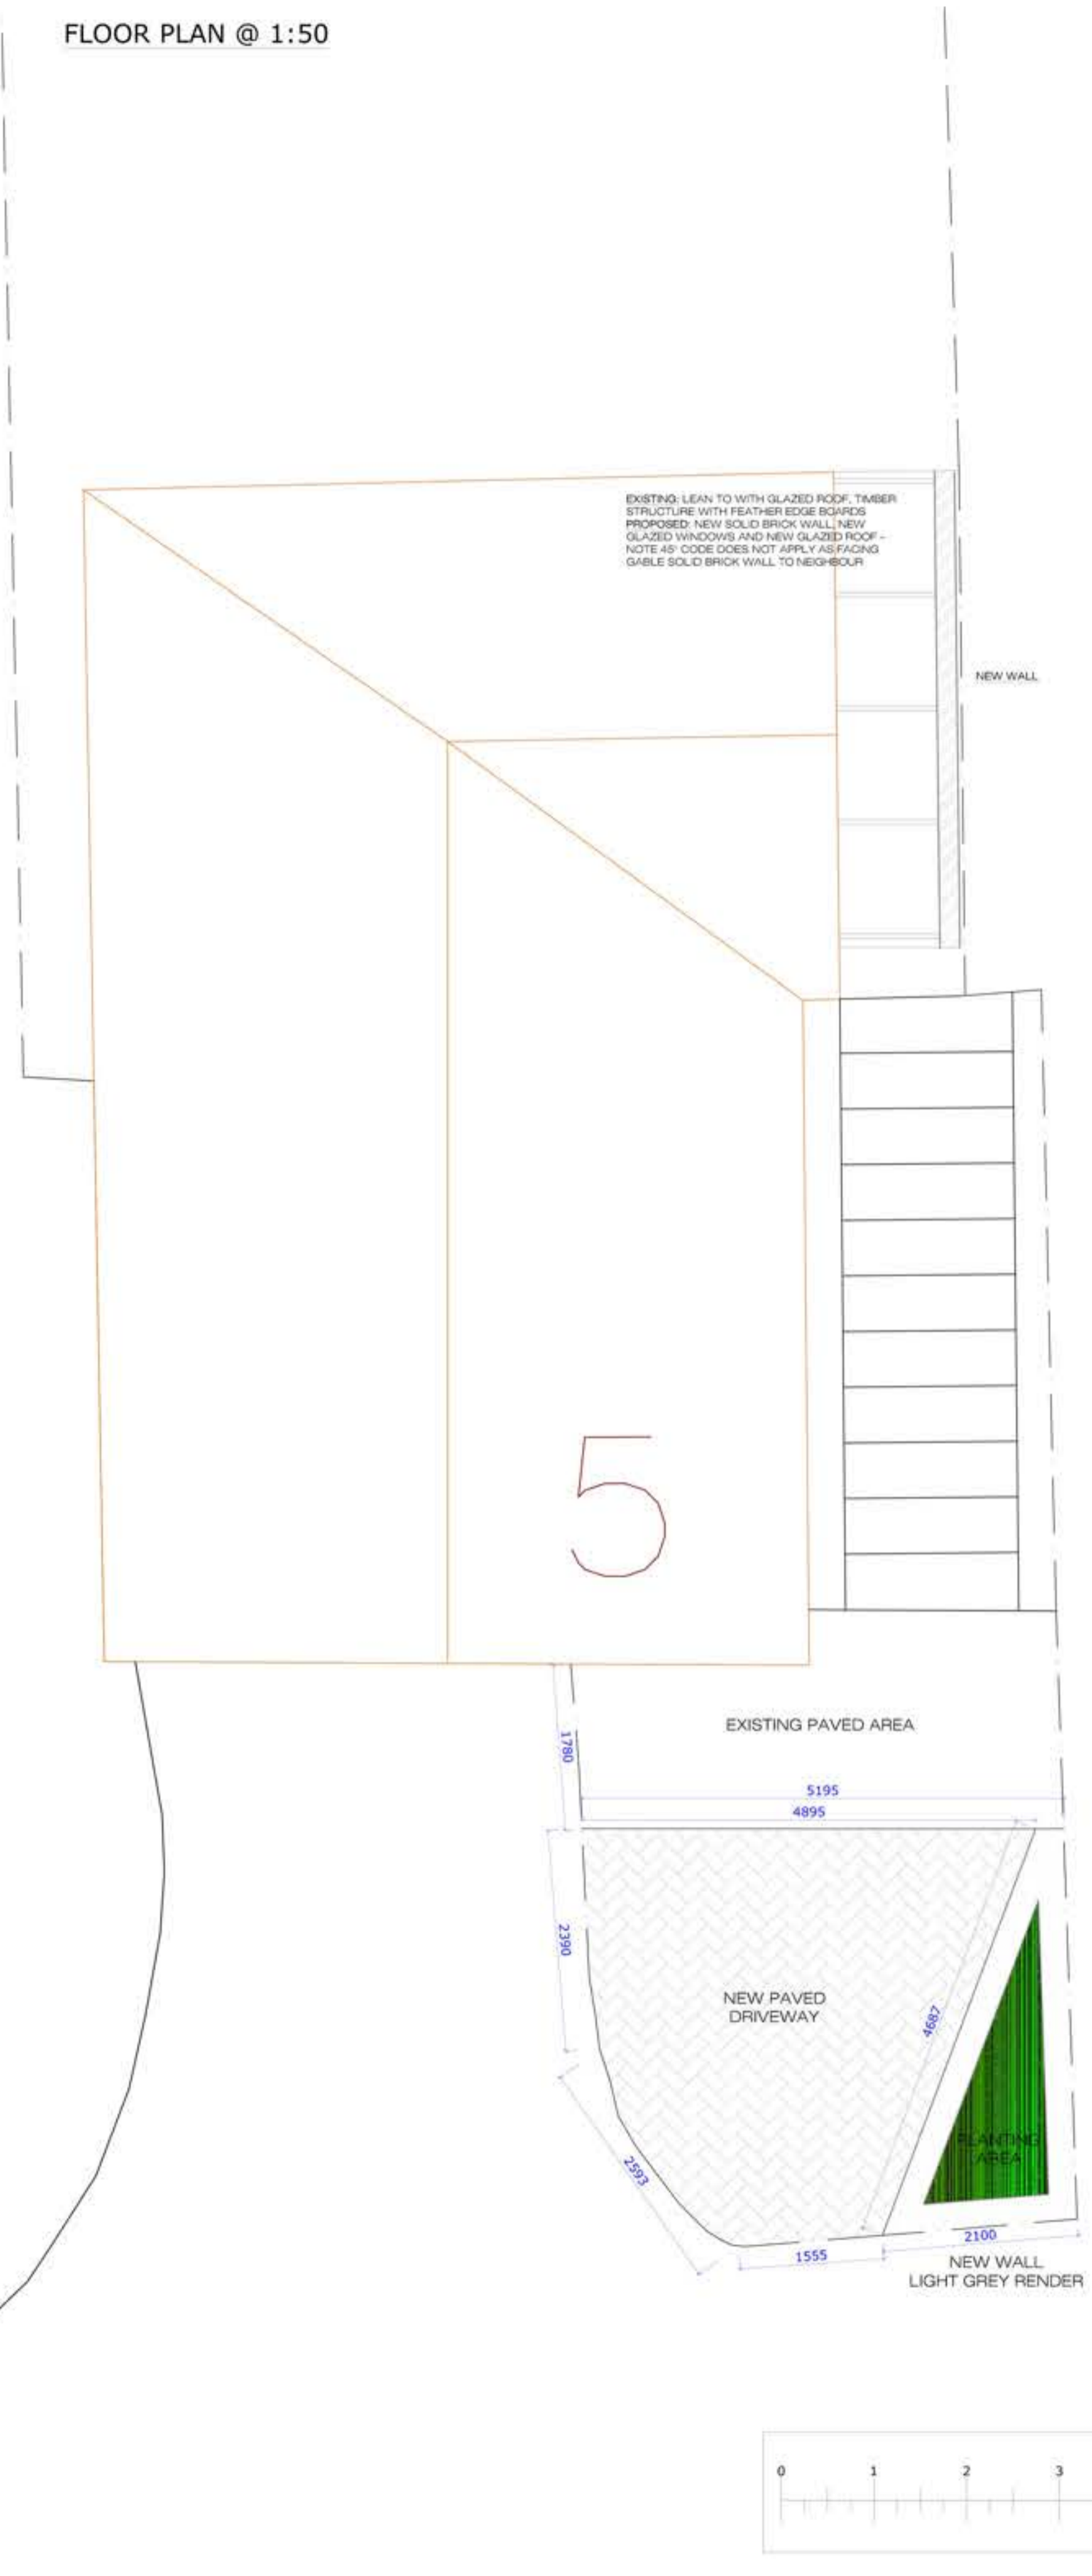 FLOOR PLAN @ 1:50
EXISTING: LEAN TO WITH GLAZED ROOF, TIMBER
STRUCTURE WITH FEATHER EDGE BOARDS
PROPOSED: NEW SOLID BRICK WALL, NEW
GLAZED WINDOWS AND NEW GLAZED ROOF -
NOTE 45° CODE DOES NOT APPLY AS FACING
GABLE SOLID BRICK WALL TO NEIGHBOUR
NEW WALL
5
EXISTING PAVED AREA
1780
5195
4895
2390
NEW PAVED
DRIVEWAY
4687
PLANTING
AREA
2593
1555
2100
NEW WALL
LIGHT GREY RENDER
0 1 2 3